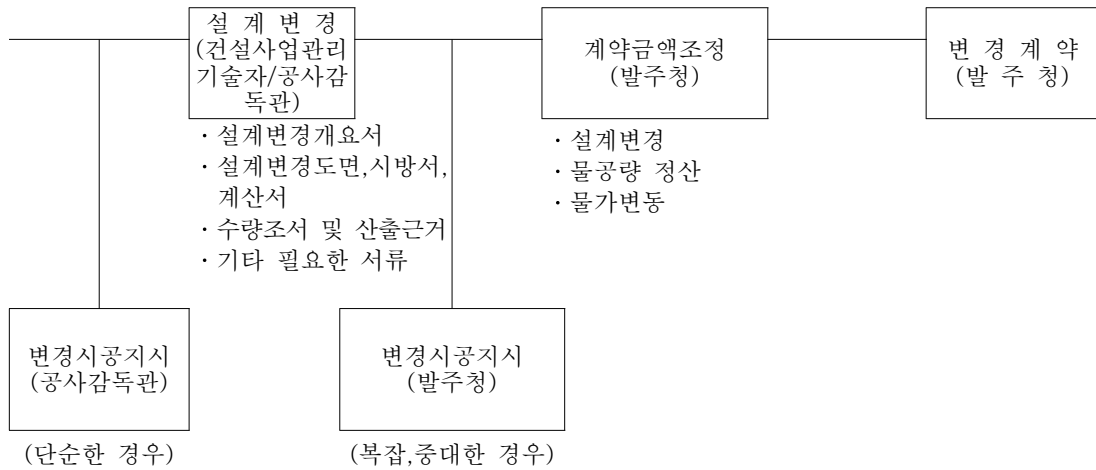 설 계 변 경
(건설사업관리
기술자/공사감
독관)
· 설계변경개요서
· 설계변경도면,시방서,
계산서
· 수량조서 및 산출근거
· 기타 필요한 서류
계약금액조정
(발주청)
· 설계변경
· 물공량 정산
· 물가변동
변 경 계 약
(발 주 청)
변경시공지시
(공사감독관)
(단순한 경우)
변경시공지시
(발주청)
(복잡,중대한 경우)